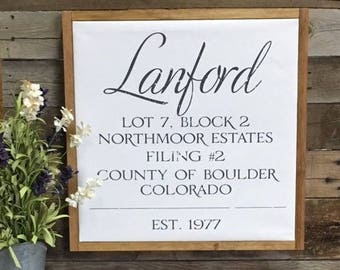 Lanford
LOT 7, BLOCK 2
NORTHMOOR ESTATES
FILING #2
COUNTY OF BOULDER
COLORADO
EST. 1977